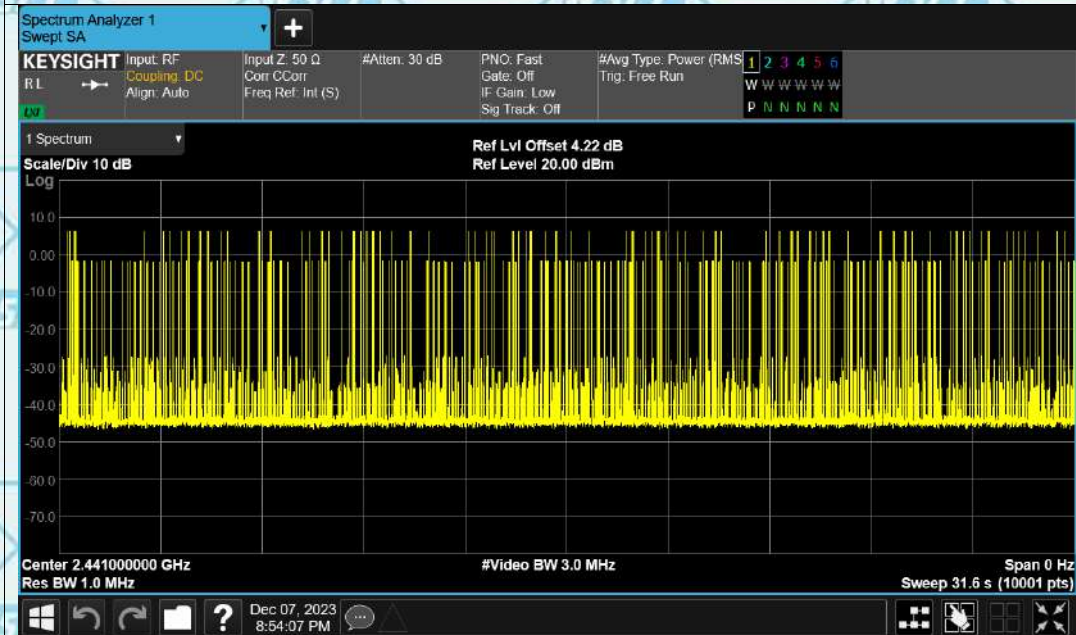 Spectrum Analyzer 1
Swept SA
+
KEYSIGHT
RL
LXI
Input: RF
Coupling: DC
Align: Auto
Input Z: 50 Ω
Corr CCorr
Freq Ref: Int (S)
#Atten: 30 dB
PNO: Fast
Gate: Off
IF Gain: Low
Sig Track: Off
#Avg Type: Power (RMS
Trig: Free Run
1 2 3 4 5 6
W W W W W W
P N N N N N
1 Spectrum
Scale/Div 10 dB
Ref Lvl Offset 4.22 dB
Ref Level 20.00 dBm
Log
10.0
0.00
-10.0
-20.0
-30.0
-40.0
-50.0
-60.0
-70.0
Center 2.441000000 GHz
#Video BW 3.0 MHz
Span 0 Hz
Res BW 1.0 MHz
Sweep 31.6 s (10001 pts)
?
Dec 07, 2023
8:54:07 PM